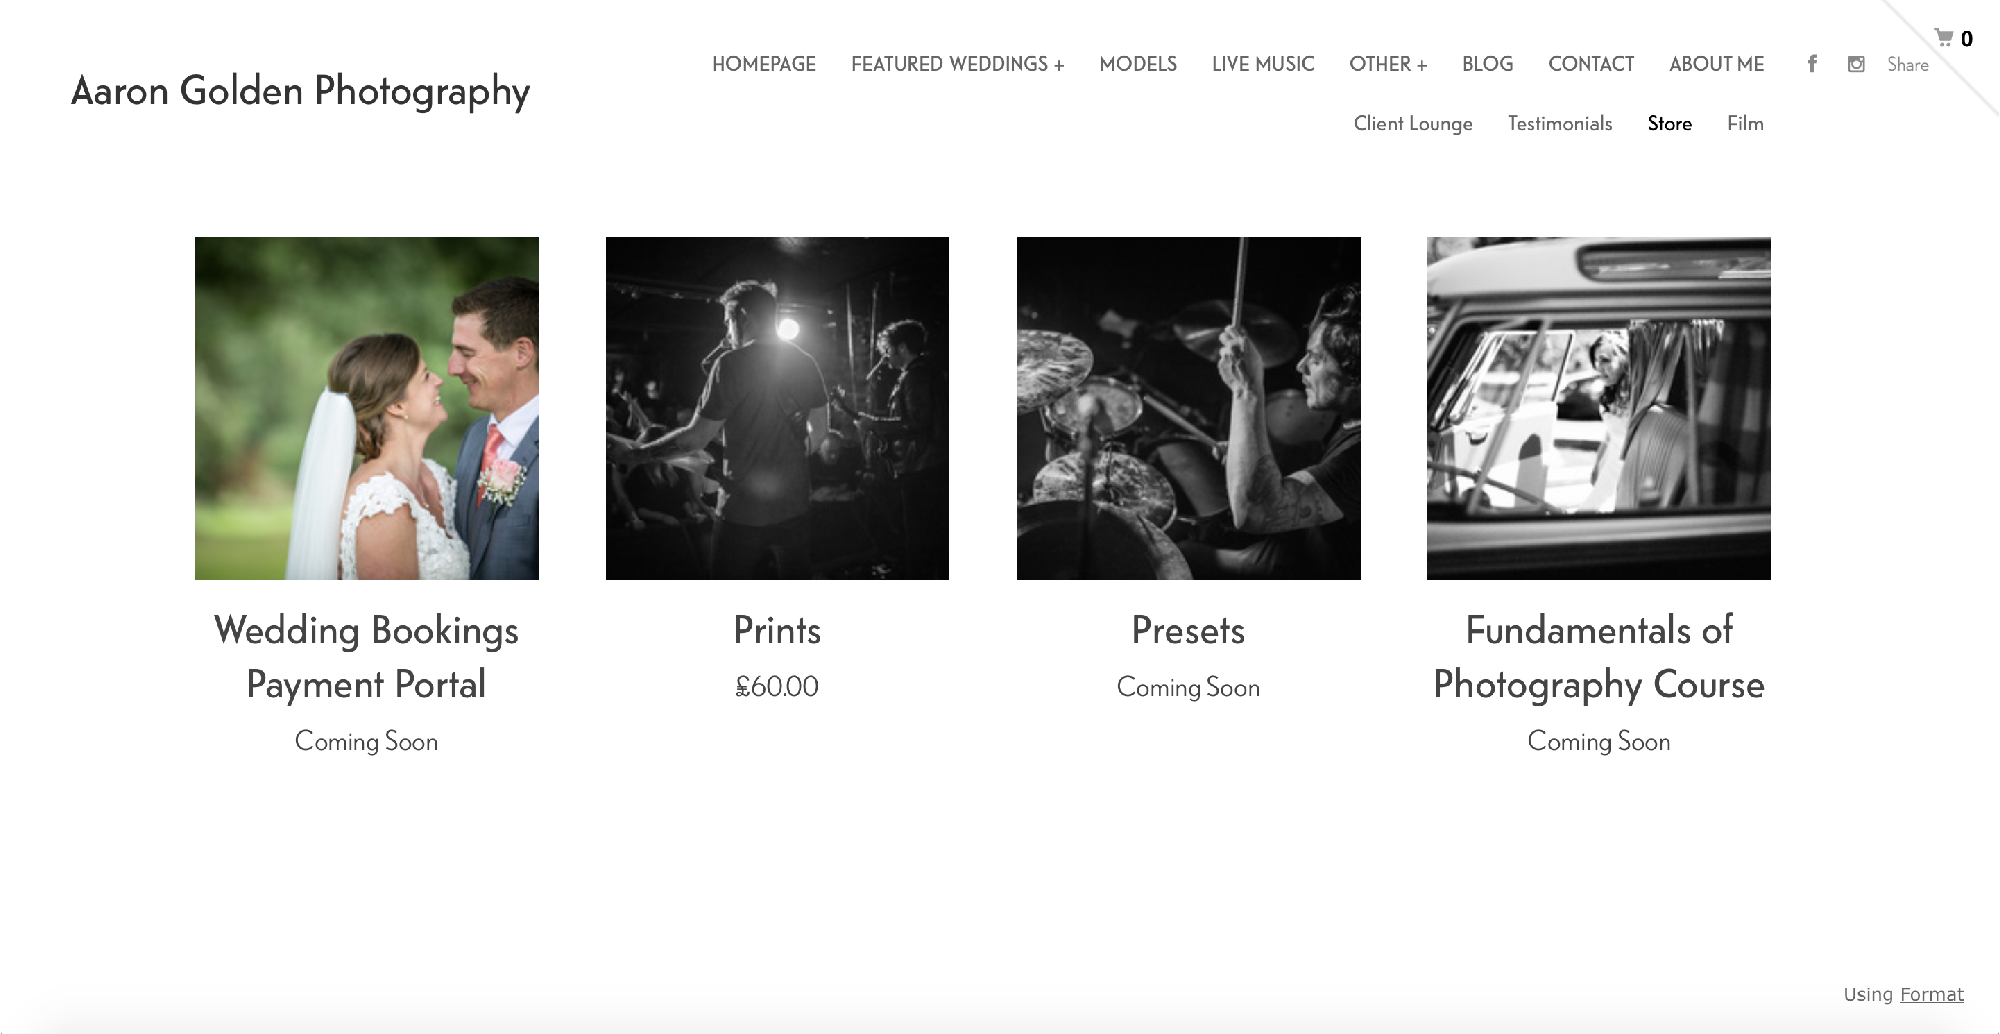 Aaron Golden Photography
HOMEPAGE FEATURED WEDDINGS + MODELS LIVE MUSIC OTHER + BLOG CONTACT ABOUT ME f Share
0
Client Lounge Testimonials Store Film
Wedding Bookings
Payment Portal
Coming Soon
Prints
£60.00
Presets
Coming Soon
Fundamentals of
Photography Course
Coming Soon
Using Format